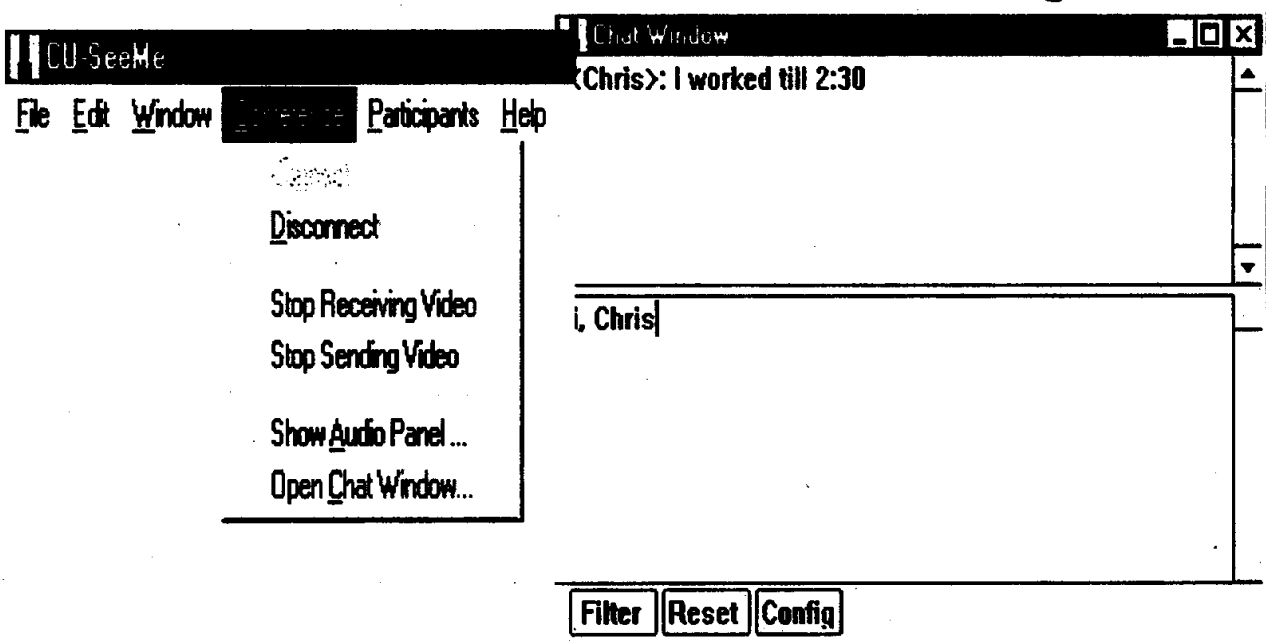 CU-SeeMe
File Edit Window Conference Participants Help
Disconnect
Stop Receiving Video
Stop Sending Video
Show Audio Panel ...
Open Chat Window...
Chat Window
<Chris>: I worked till 2:30
i, Chris
Filter Reset Config